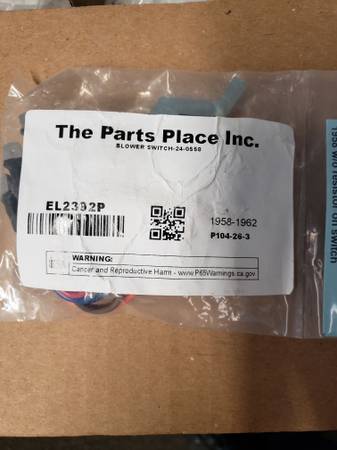 The Parts Place Inc.
BLOWER SWITCH-24-0558
EL2392P
1958-1962
P104-26-3
WARNING:
Cancer and Reproductive Harm - www.P65Warnings.ca.gov
1958 w/o resistor on switch